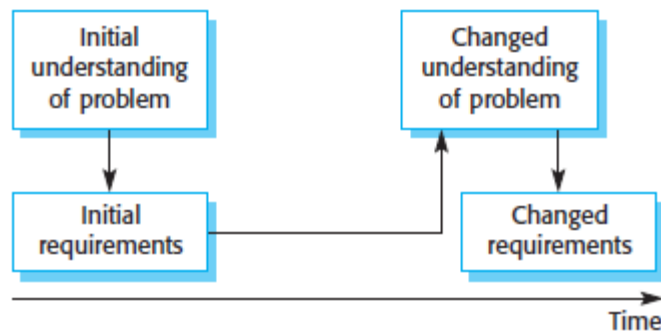 Initial
understanding
of problem
Changed
understanding
of problem
Initial
requirements
Changed
requirements
Time